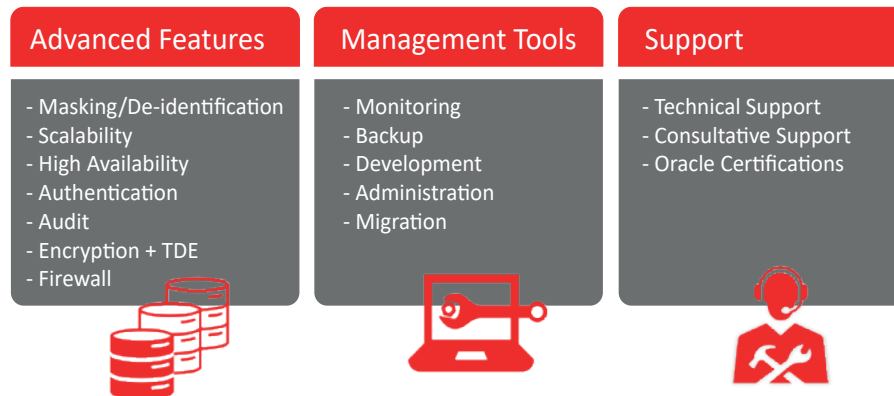 Advanced Features
- Masking/De-identification
- Scalability
- High Availability
- Authentication
- Audit
- Encryption + TDE
- Firewall
Management Tools
- Monitoring
- Backup
- Development
- Administration
- Migration
Support
- Technical Support
- Consultative Support
- Oracle Certifications